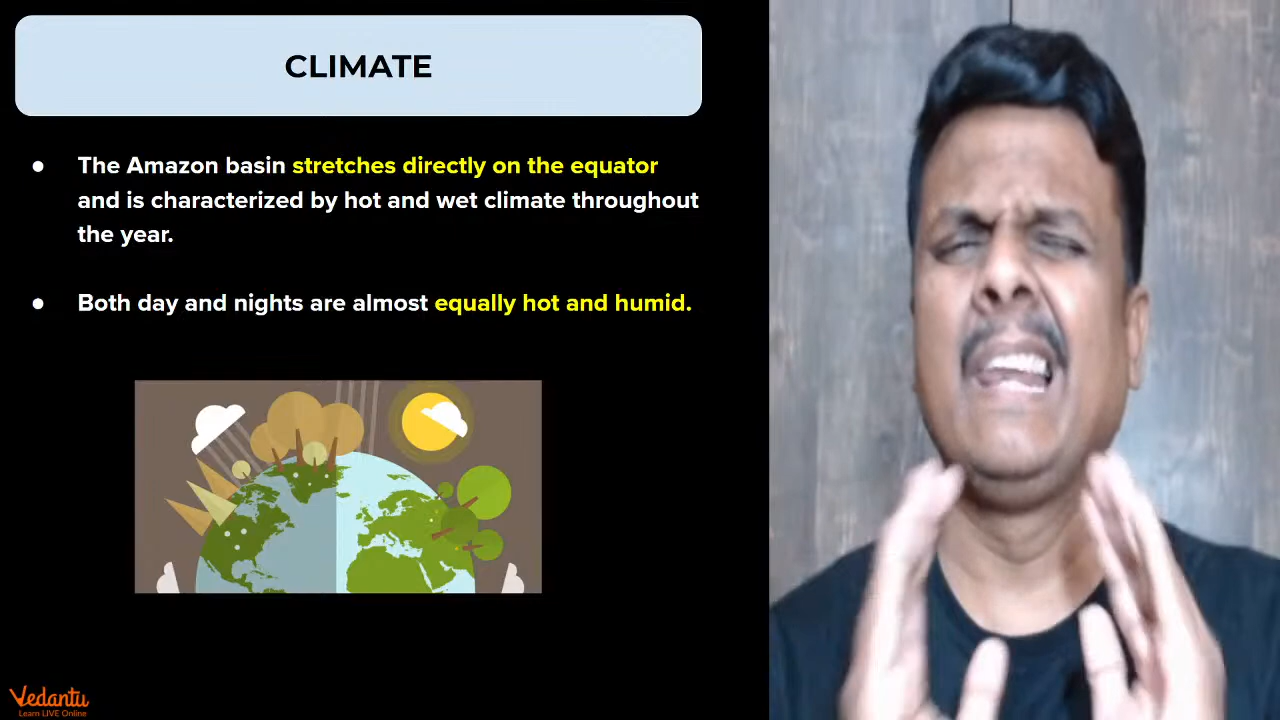 CLIMATE
● The Amazon basin stretches directly on the equator
and is characterized by hot and wet climate throughout
the year.
● Both day and nights are almost equally hot and humid.
Vedantu
Learn LIVE Online